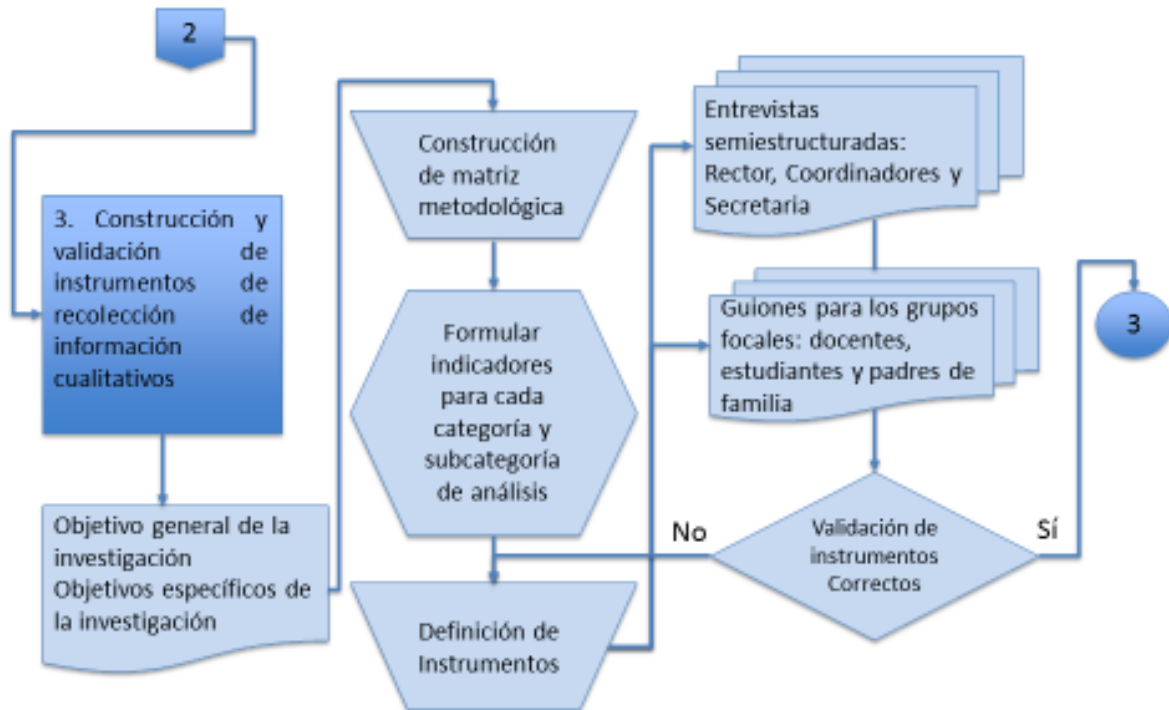 2
3. Construcción y
validación de
instrumentos de
recolección de
información
cualitativos
Objetivo general de la
investigación
Objetivos específicos de
la investigación
Construcción
de matriz
metodológica
Formular
indicadores
para cada
categoría y
subcategoría
de análisis
Definición de
Instrumentos
Entrevistas
semiestructuradas:
Rector, Coordinadores y
Secretaria
Guiones para los grupos
focales: docentes,
estudiantes y padres de
familia
Validación de
instrumentos
Correctos
No
Sí
3